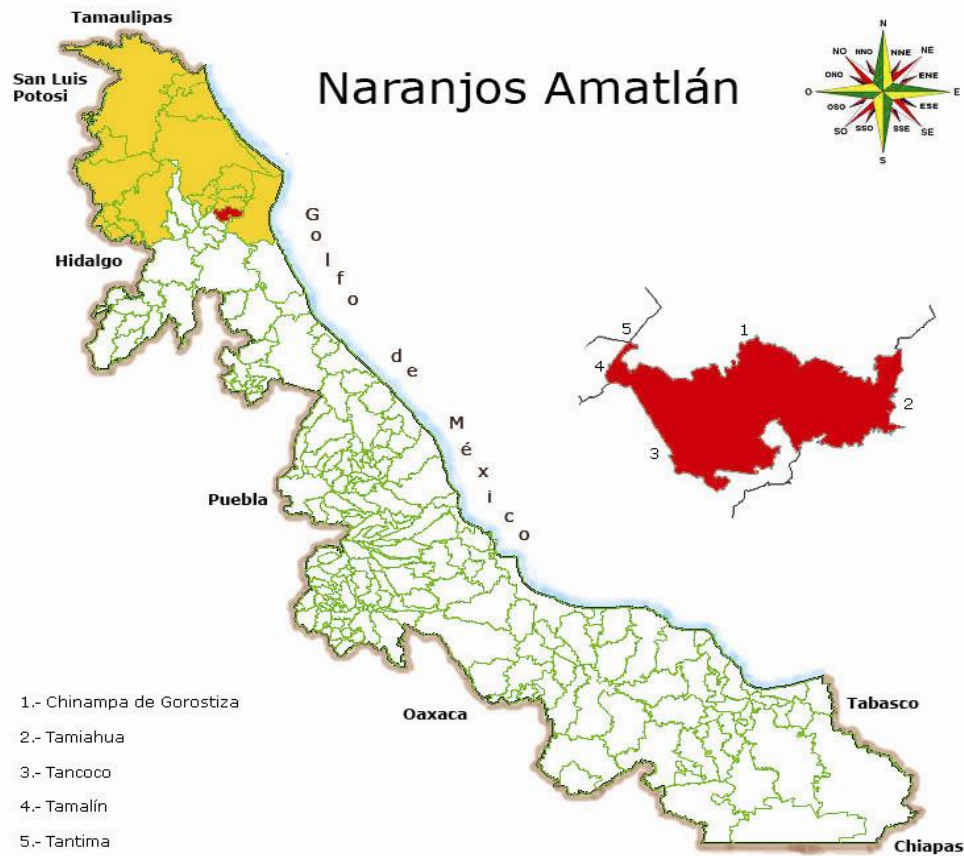 Tamaulipas
San Luis
Potosi
Naranjos Amatlán
N
NNO
NNE
NO
NE
ONO
ENE
O
E
OSO
ESE
SO
SSO
SSE
SE
S
Hidalgo
Golfo de México
5
1
4
2
3
Puebla
Oaxaca
Tabasco
Chiapas
1.- Chinampa de Gorostiza
2.- Tamiahua
3.- Tancoco
4.- Tamalín
5.- Tantima